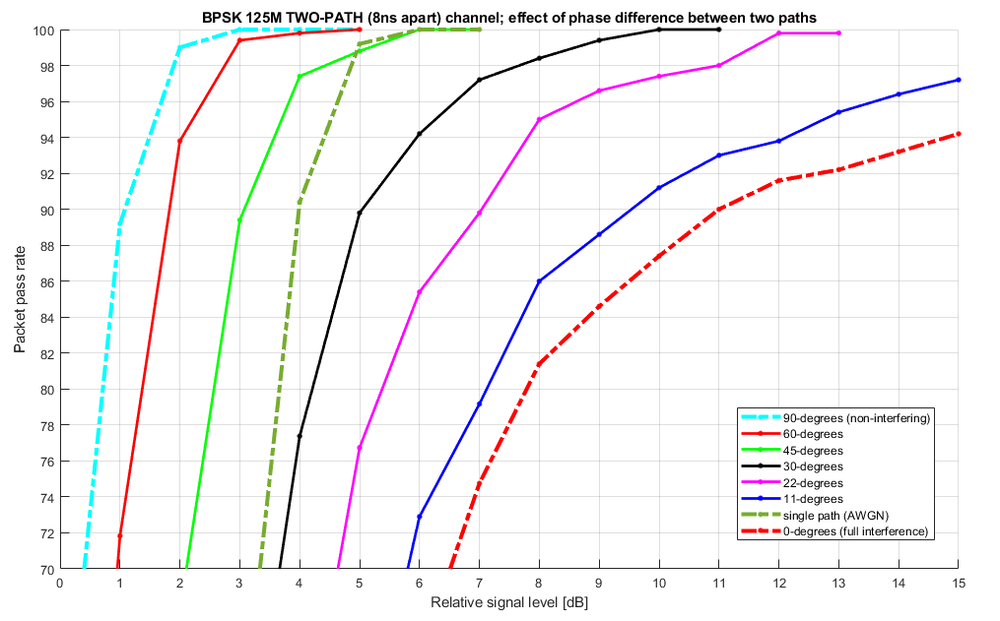 BPSK 125M TWO-PATH (8ns apart) channel; effect of phase difference between two paths
100
98
96
94
92
90
88
86
84
82
80
78
76
74
72
70
Packet pass rate
0 1 2 3 4 5 6 7 8 9 10 11 12 13 14 15
Relative signal level [dB]
90-degrees (non-interfering)
60-degrees
45-degrees
30-degrees
22-degrees
11-degrees
single path (AWGN)
0-degrees (full interference)